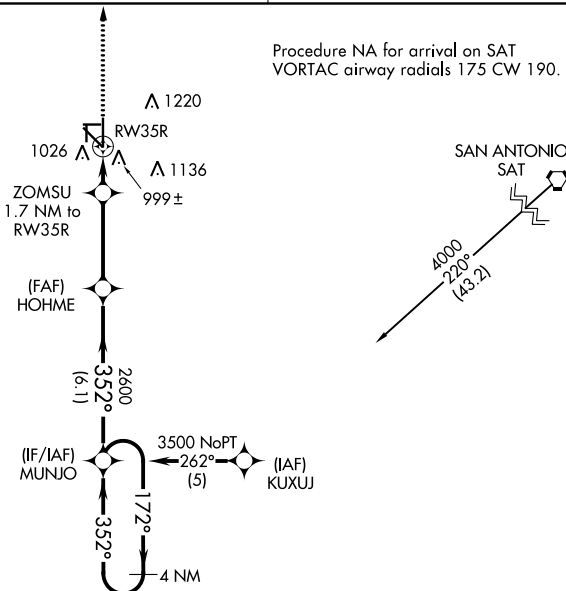 Procedure NA for arrival on SAT
VORTAC airway radials 175 CW 190.
1220
RW35R
1026
1136
999 ±
SAN ANTONIO
SAT
ZOMSU
1.7 NM to
RW35R
4000
220°
(43.2)
(FAF)
HOHME
2600
352°
(6.1)
(IF/IAF)
MUNJO
3500 NoPT
262°
(5)
(IAF)
KUXUJ
352°
172°
4 NM